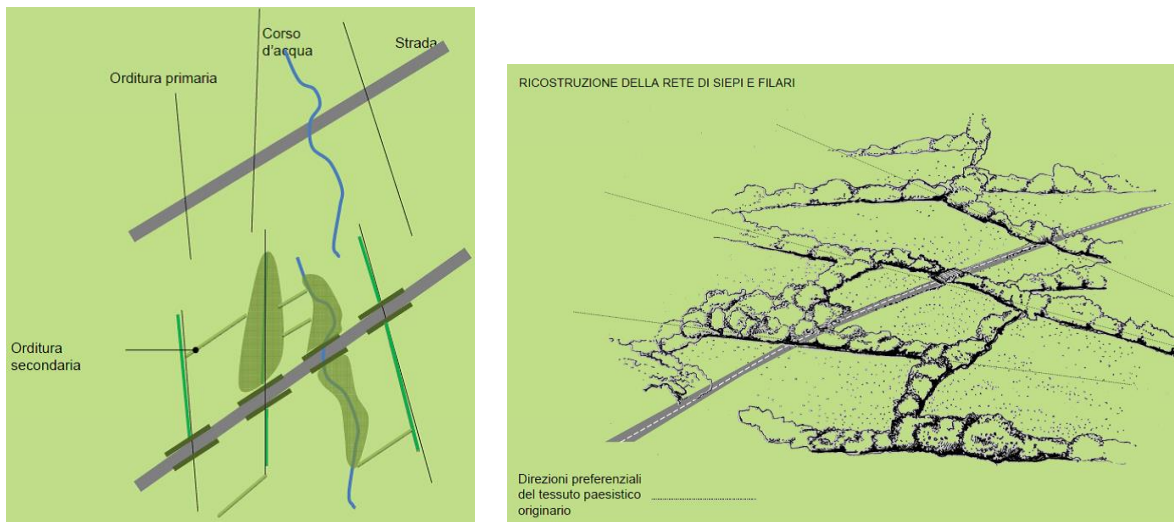 Corso
d'acqua
Strada
Orditura primaria
Orditura
secondaria
RICOSTRUZIONE DELLA RETE DI SIEPI E FILARI
Direzioni preferenziali
del tessuto paesistico
originario